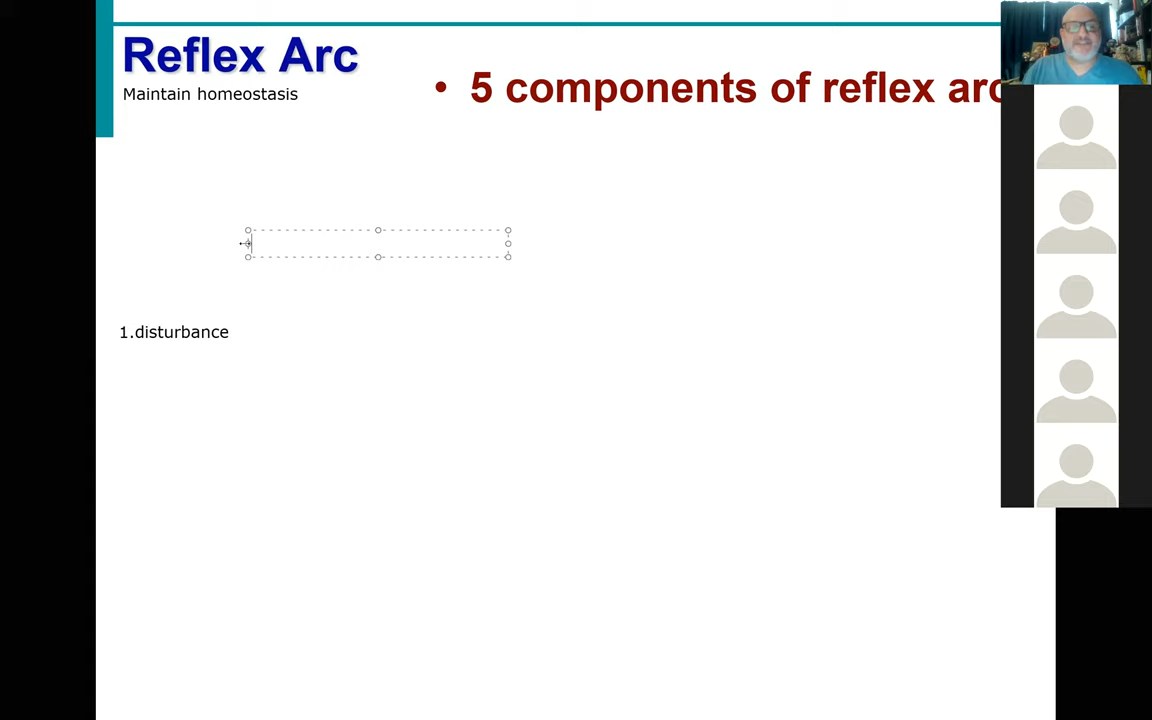 Reflex Arc
Maintain homeostasis
• 5 components of reflex arc
1.disturbance